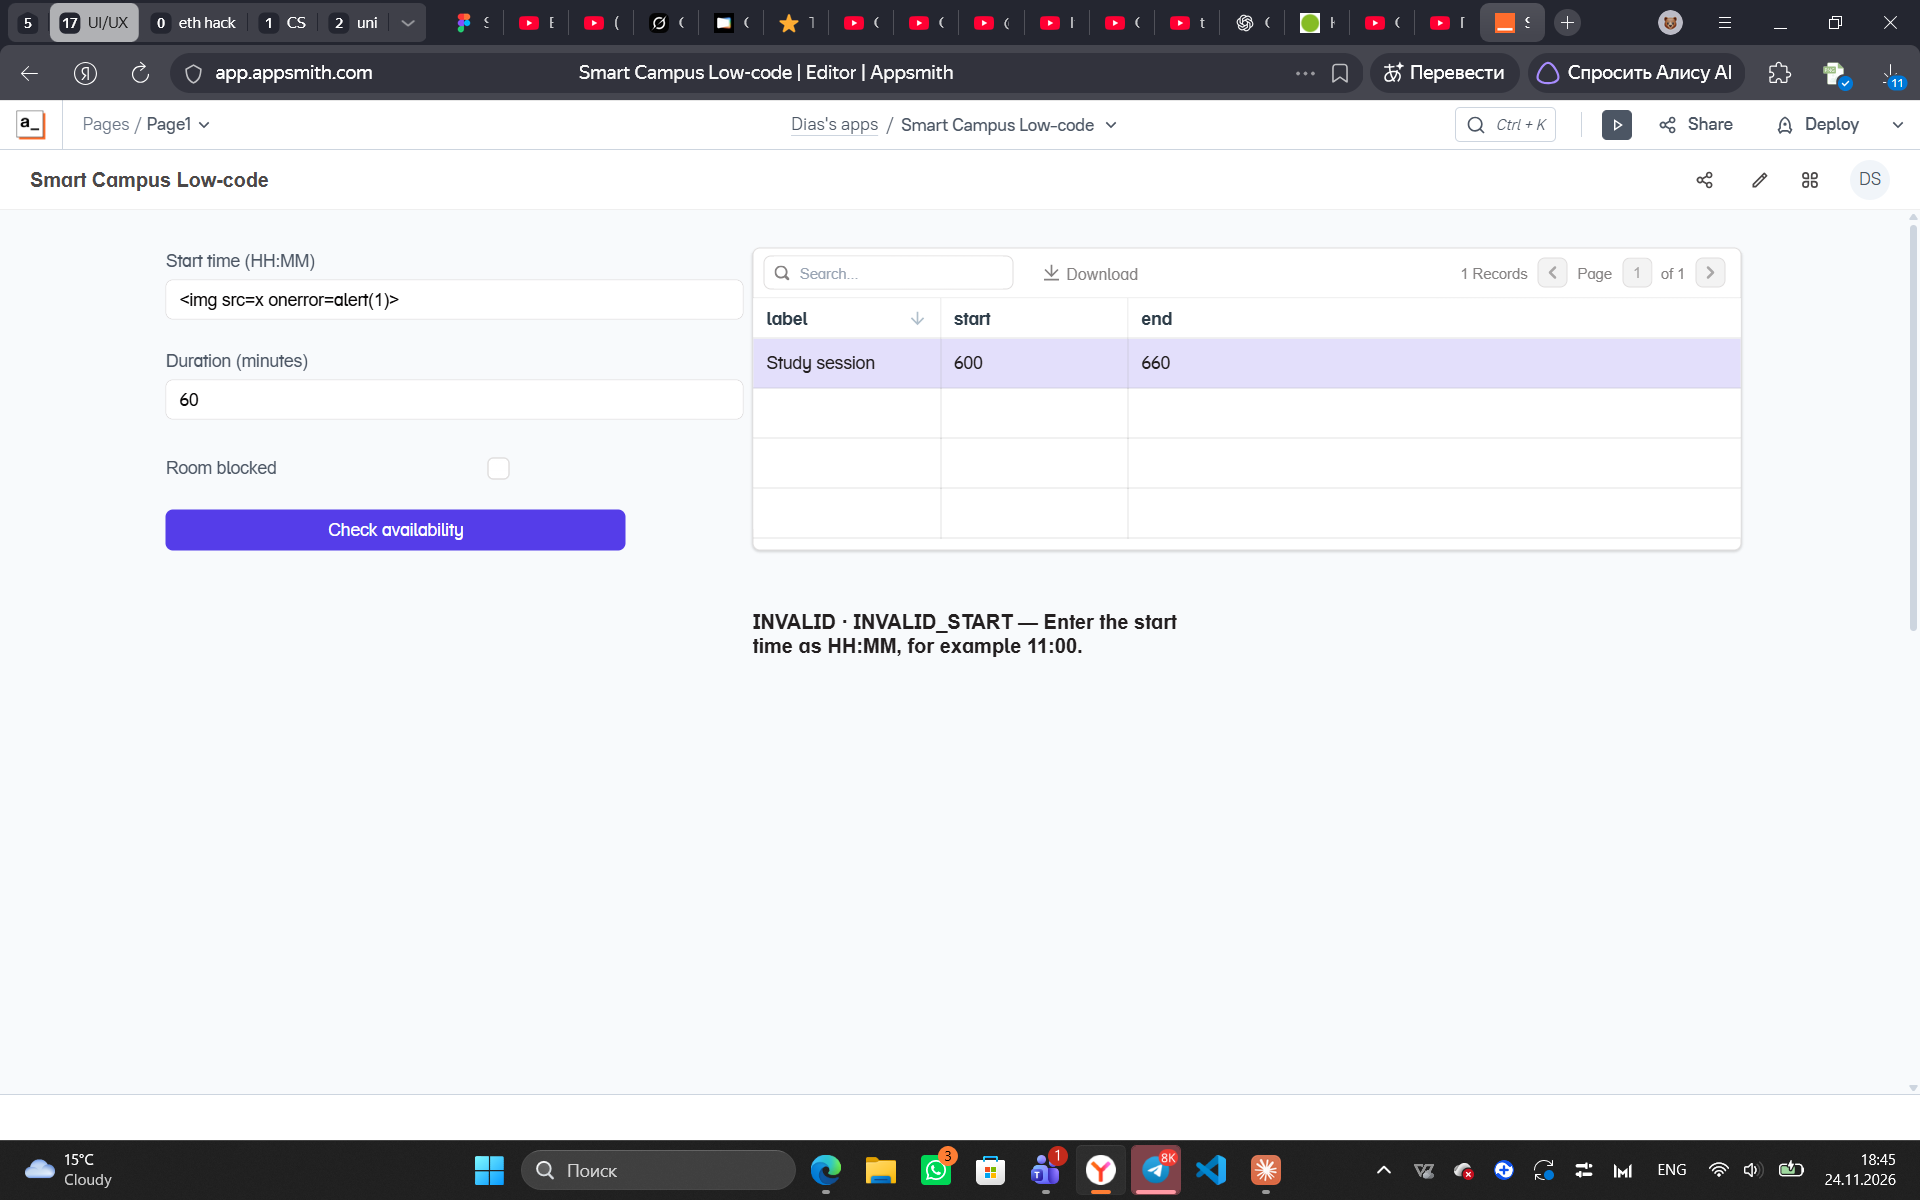 5 17 UI/UX 0 eth hack 1 CS 2 uni
app.appsmith.com Smart Campus Low-code | Editor | Appsmith Перевести Спросить Алису AI 11
a_ Pages / Page1 Dias's apps / Smart Campus Low-code Ctrl + K Share Deploy
Smart Campus Low-code DS
Start time (HH:MM)
<img src=x onerror=alert(1)>
Duration (minutes)
60
Room blocked
Check availability
Search... Download 1 Records Page 1 of 1
label start end
Study session 600 660
INVALID · INVALID_START — Enter the start
time as HH:MM, for example 11:00.
15°C
Cloudy
Поиск
3
1
8K
ENG
18:45
24.11.2026